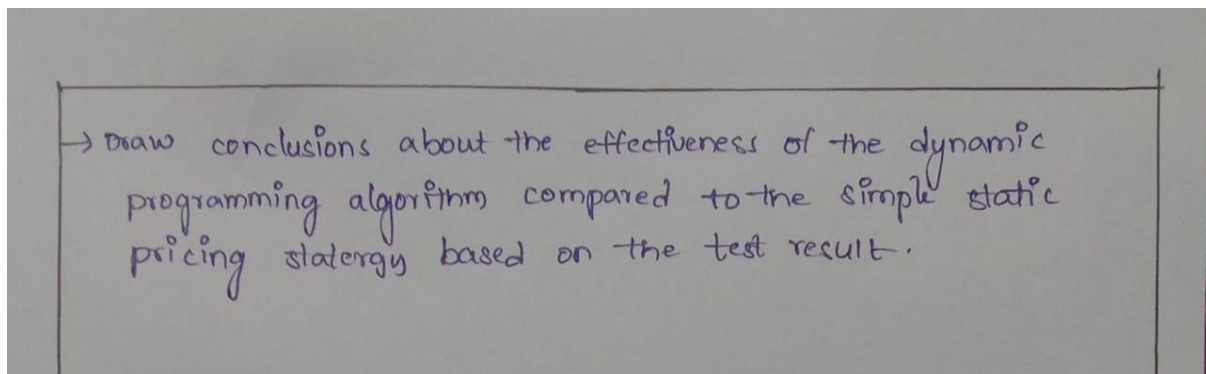 → Draw conclusions about the effectiveness of the dynamic
programming algorithm compared to the simple static
pricing statergy based on the test result.